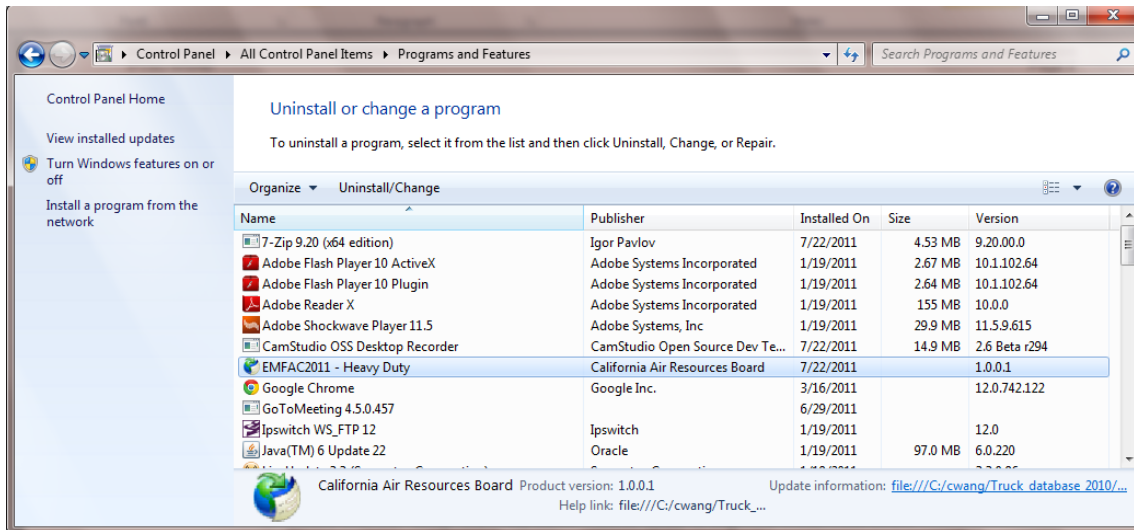 Control Panel ▸ All Control Panel Items ▸ Programs and Features
Search Programs and Features
Control Panel Home
View installed updates
Turn Windows features on or
off
Install a program from the
network
Uninstall or change a program
To uninstall a program, select it from the list and then click Uninstall, Change, or Repair.
Organize Uninstall/Change
Name Publisher Installed On Size Version
7-Zip 9.20 (x64 edition) Igor Pavlov 7/22/2011 4.53 MB 9.20.00.0
Adobe Flash Player 10 ActiveX Adobe Systems Incorporated 1/19/2011 2.67 MB 10.1.102.64
Adobe Flash Player 10 Plugin Adobe Systems Incorporated 1/19/2011 2.64 MB 10.1.102.64
Adobe Reader X Adobe Systems Incorporated 1/19/2011 155 MB 10.0.0
Adobe Shockwave Player 11.5 Adobe Systems, Inc 1/19/2011 29.9 MB 11.5.9.615
CamStudio OSS Desktop Recorder CamStudio Open Source Dev Te... 7/22/2011 14.9 MB 2.6 Beta r294
EMFAC2011 - Heavy Duty California Air Resources Board 7/22/2011 1.0.0.1
Google Chrome Google Inc. 3/16/2011 12.0.742.122
GoToMeeting 4.5.0.457 6/29/2011
Ipswitch WS_FTP 12 Ipswitch 1/19/2011 12.0
Java(TM) 6 Update 22 Oracle 1/19/2011 97.0 MB 6.0.220
California Air Resources Board Product version: 1.0.0.1 Update information: file:///C:/cwang/Truck_database_2010/...
Help link: file:///C:/cwang/Truck_...